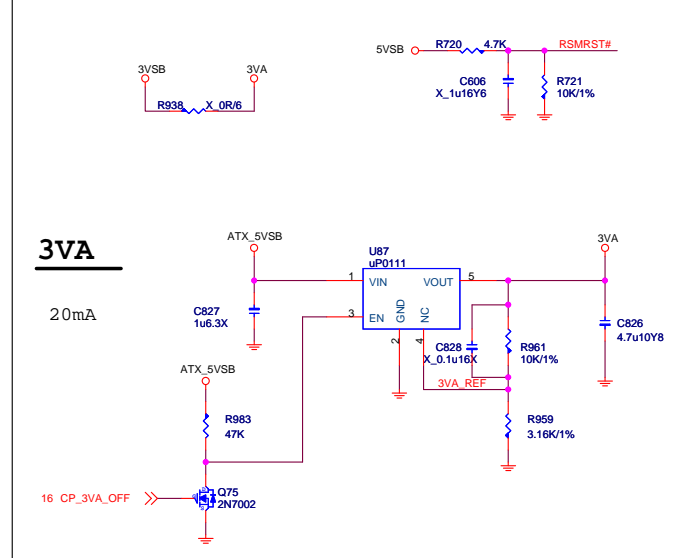 5VSB
R720 4.7K
RSMRST#
3VSB
3VA
C606
X_1u16Y6
R721
10K/1%
R938 X_0R/6
3VA
20mA
ATX_5VSB
U87
uP0111
3VA
1
VIN
VOUT
5
3
EN
GND
NC
2
4
C827
1u6.3X
C828
X_0.1u16X
R961
10K/1%
C826
4.7u10Y8
3VA_REF
ATX_5VSB
R983
47K
R959
3.16K/1%
16 CP_3VA_OFF
Q75
2N7002